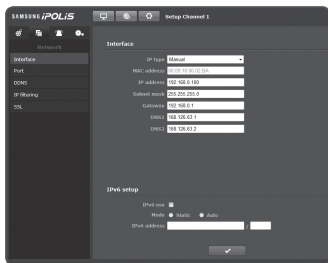 SAMSUNG iPOLiS
Setup Channel 1
Network
Interface
Port
DDNS
IP filtering
SSL
Interface
IP type Manual
MAC address
IP address 192.168.0.100
Subnet mask 255.255.255.0
Gateway 192.168.0.1
DNS1 168.126.63.1
DNS2 168.126.63.2
IPv6 setup
IPv6 use
Mode Static Auto
IPv6 address /